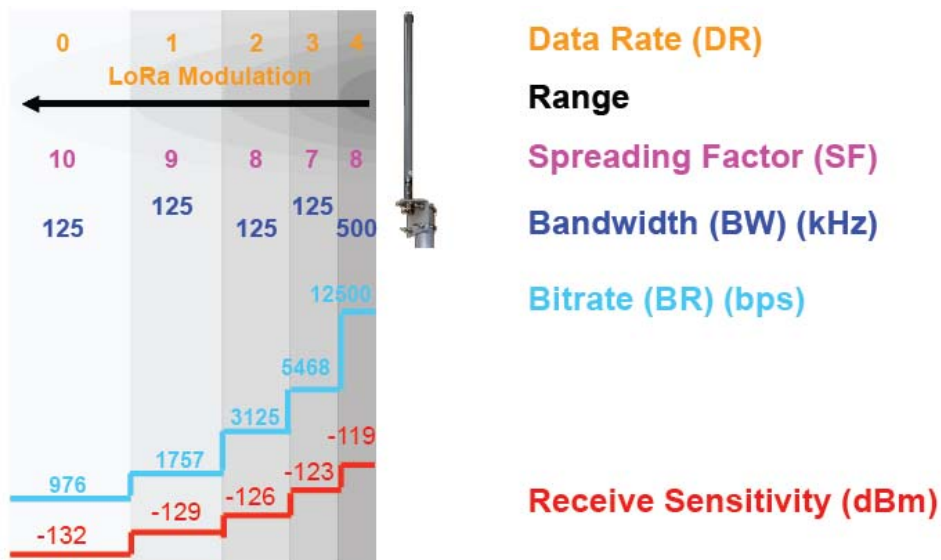 0 1 2 3 4 Data Rate (DR)
LoRa Modulation
Range
10 9 8 7 8 Spreading Factor (SF)
125 125 125 125 500 Bandwidth (BW) (kHz)
12500 Bitrate (BR) (bps)
5468
3125
-119
1757
-123
976
-126
-129 Receive Sensitivity (dBm)
-132